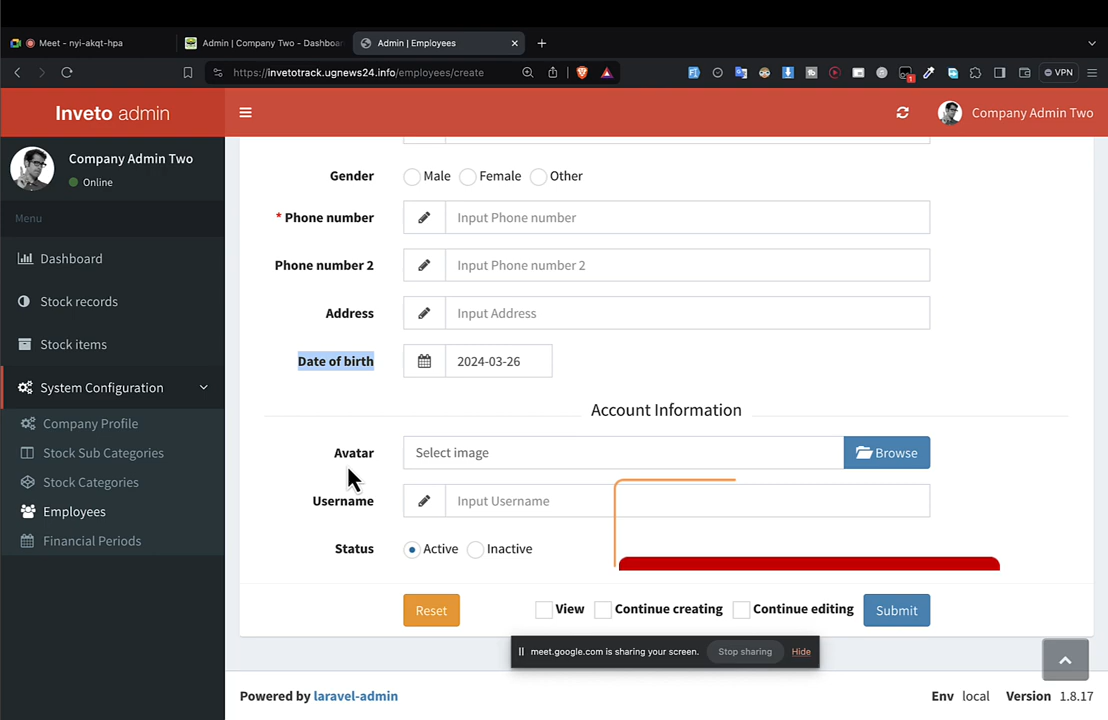 Meet - nyi-akqt-hpa
Admin | Company Two - Dashboa
Admin | Employees
https://invetotrack.ugnews24.info/employees/create
1
VPN
Inveto admin
Company Admin Two
Company Admin Two
Online
Menu
Dashboard
Stock records
Stock items
System Configuration
Company Profile
Stock Sub Categories
Stock Categories
Employees
Financial Periods
Gender Male Female Other
* Phone number Input Phone number
Phone number 2 Input Phone number 2
Address Input Address
Date of birth 2024-03-26
Account Information
Avatar Select image Browse
Username Input Username
Status Active Inactive
Reset View Continue creating Continue editing Submit
meet.google.com is sharing your screen. Stop sharing Hide
Powered by laravel-admin Env local Version 1.8.17